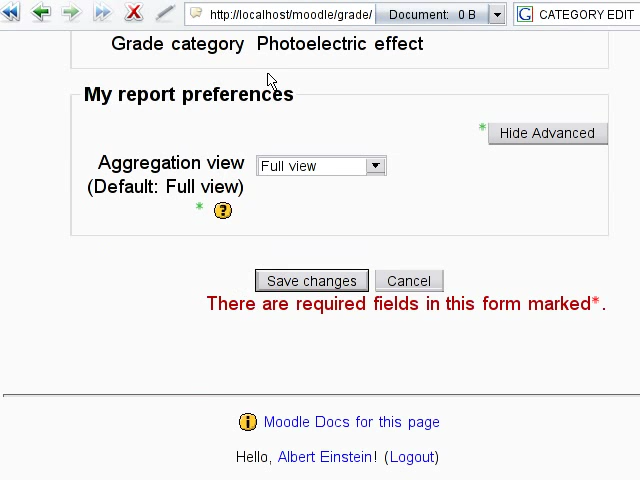 http://localhost/moodle/grade/ Document: 0 B CATEGORY EDIT
Grade category Photoelectric effect
My report preferences
* Hide Advanced
Aggregation view Full view
(Default: Full view)
* ?
Save changes Cancel
There are required fields in this form marked*.
i Moodle Docs for this page
Hello, Albert Einstein! (Logout)